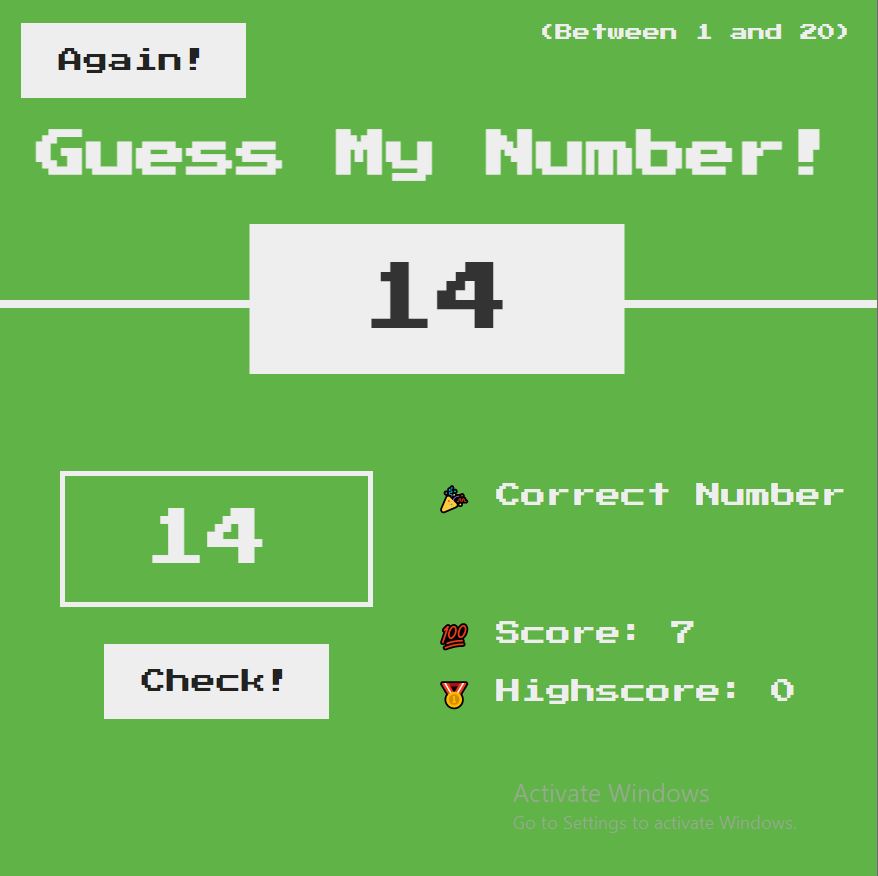 Again!
(Between 1 and 20)
Guess My Number!
14
14
Check!
🎉 Correct Number
💯 Score: 7
🥇 Highscore: 0
Activate Windows
Go to Settings to activate Windows.